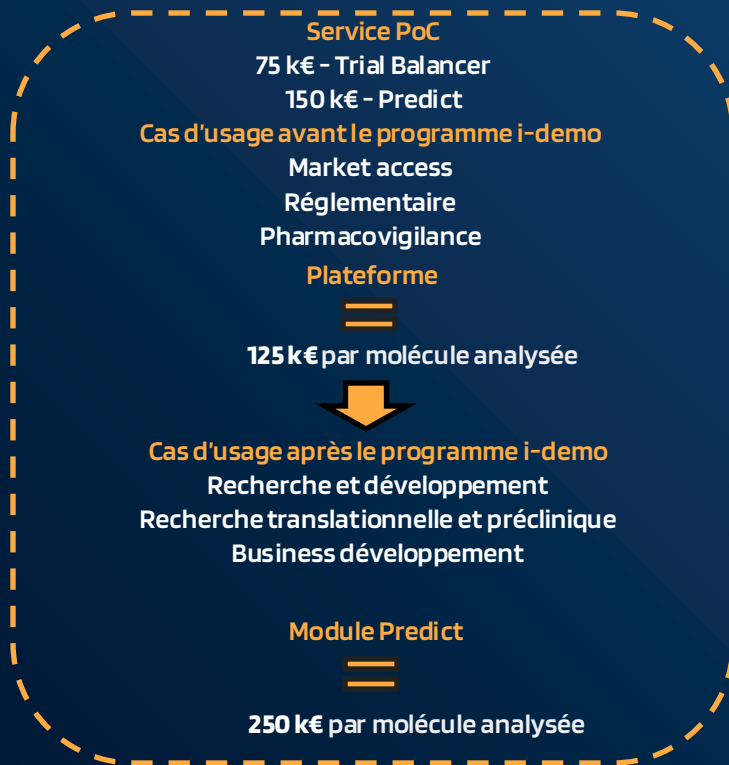 Service PoC
75 k€ - Trial Balancer
150 k€ - Predict
Cas d'usage avant le programme i-demo
Market access
Réglementaire
Pharmacovigilance
Plateforme
125 k€ par molécule analysée
Cas d'usage après le programme i-demo
Recherche et développement
Recherche translationnelle et préclinique
Business développement
Module Predict
250 k€ par molécule analysée